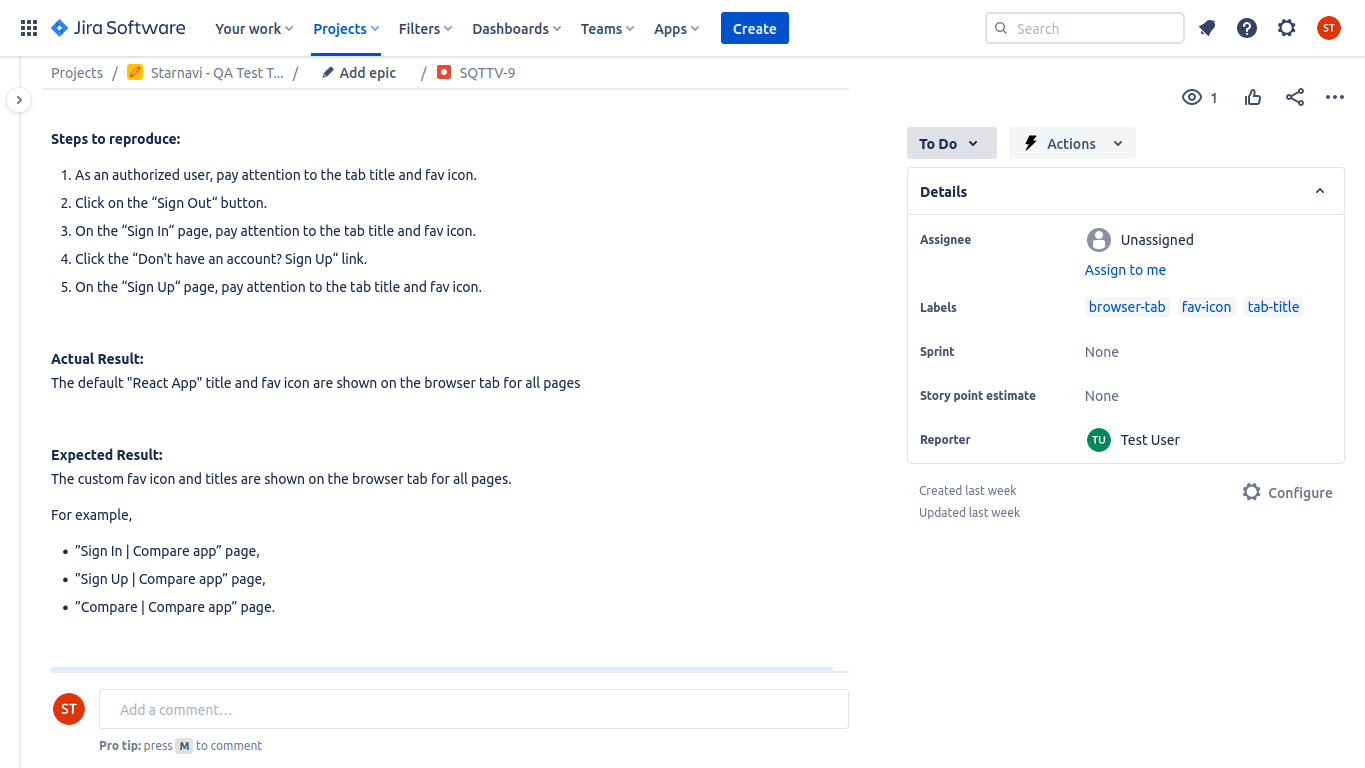 Jira Software
Your work
Projects
Filters
Dashboards
Teams
Apps
Create
Search
ST
Projects / Starnavi - QA Test T... / Add epic / SQTTV-9
1
Steps to reproduce:
1. As an authorized user, pay attention to the tab title and fav icon.
2. Click on the “Sign Out“ button.
3. On the “Sign In“ page, pay attention to the tab title and fav icon.
4. Click the “Don't have an account? Sign Up“ link.
5. On the “Sign Up“ page, pay attention to the tab title and fav icon.
Actual Result:
The default "React App" title and fav icon are shown on the browser tab for all pages
Expected Result:
The custom fav icon and titles are shown on the browser tab for all pages.
For example,
• ”Sign In | Compare app” page,
• ”Sign Up | Compare app” page,
• ”Compare | Compare app” page.
ST
Add a comment…
Pro tip: press M to comment
To Do
Actions
Details
Assignee
Unassigned
Assign to me
Labels
browser-tab fav-icon tab-title
Sprint
None
Story point estimate
None
Reporter
TU Test User
Created last week
Updated last week
Configure